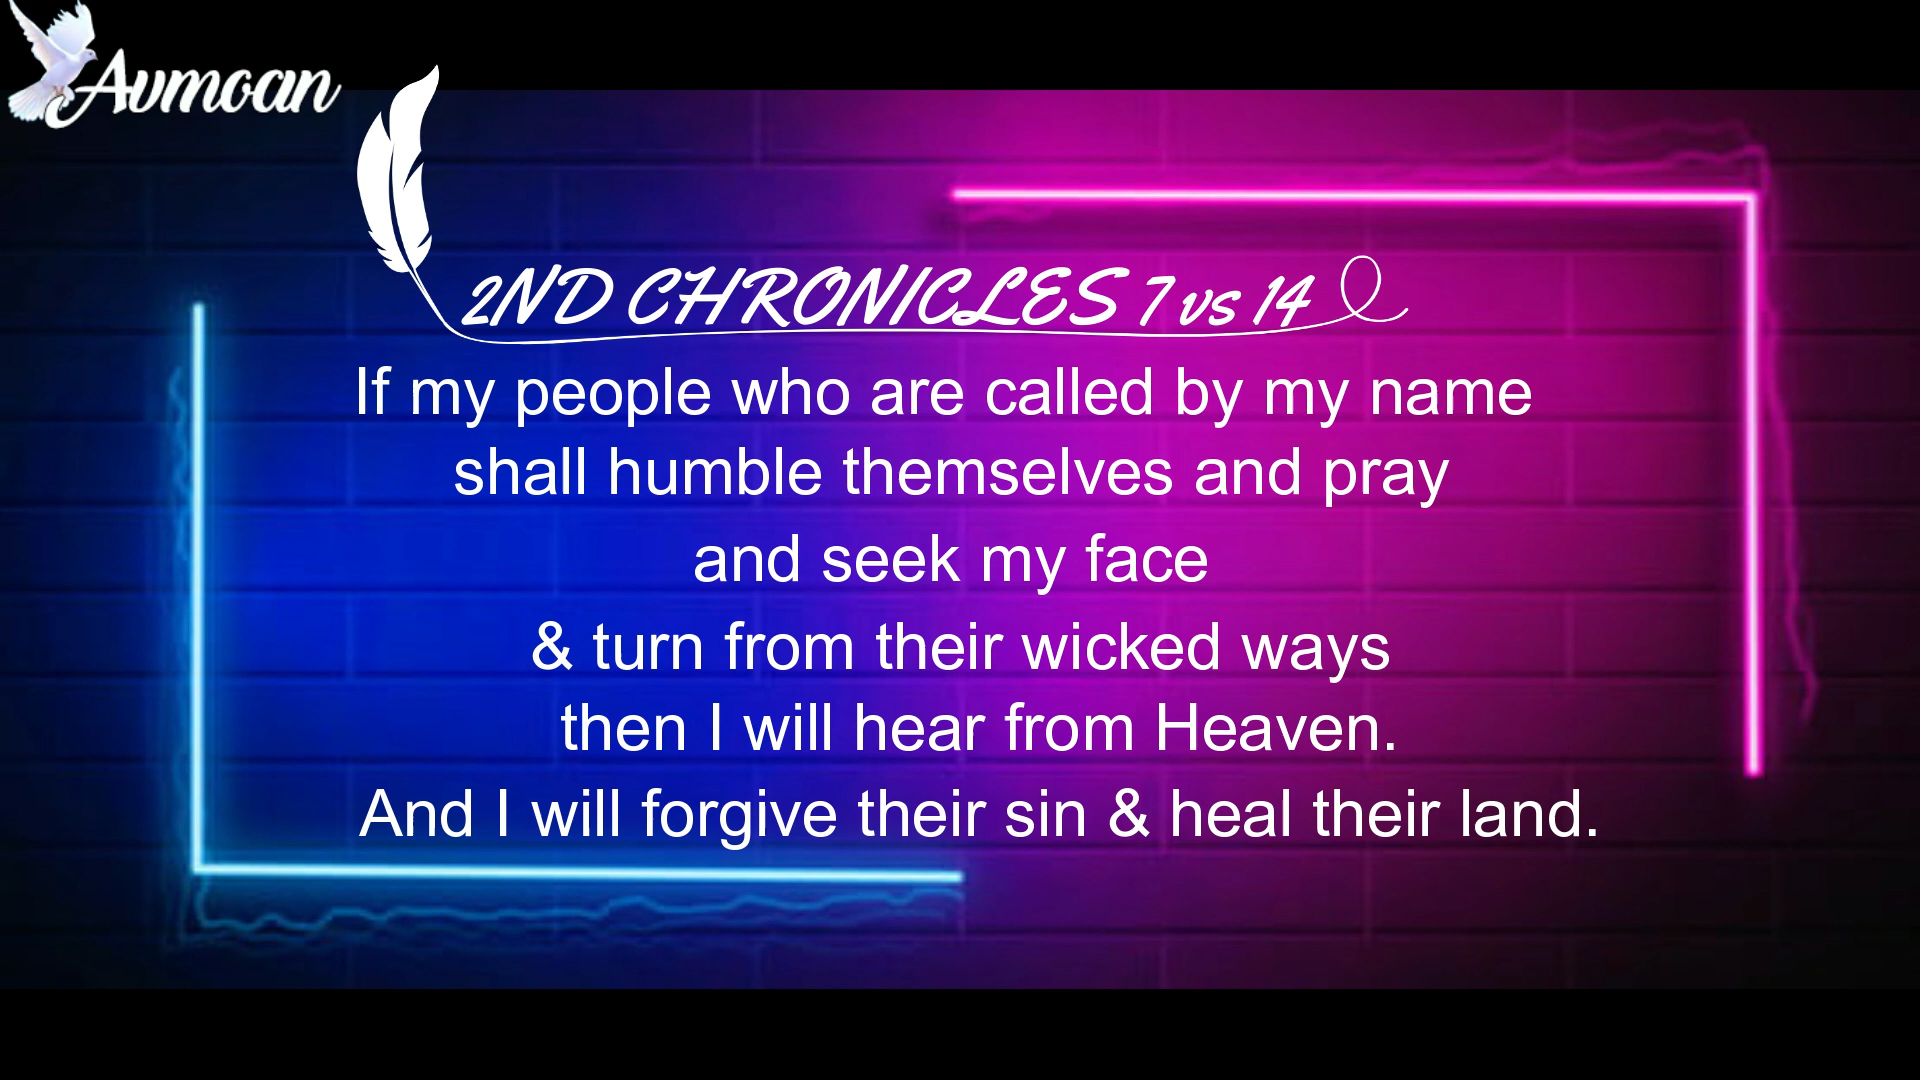 Avmoan
2ND CHRONICLES 7 vs 14
If my people who are called by my name
shall humble themselves and pray
and seek my face
& turn from their wicked ways
then I will hear from Heaven.
And I will forgive their sin & heal their land.